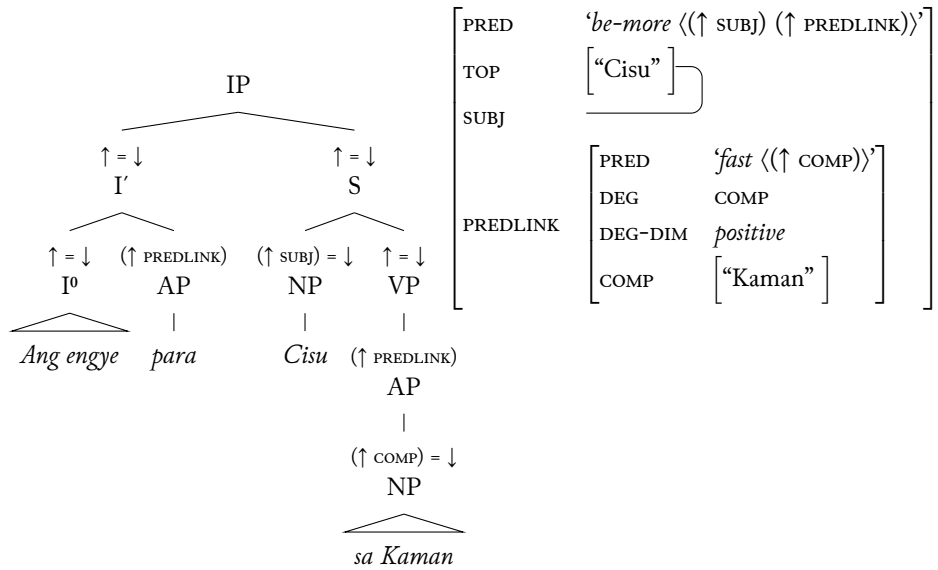 PRED ‘be-more ⟨(↑ SUBJ) (↑ PREDLINK)⟩’
TOP [“Cisu” ]
SUBJ
PREDLINK
PRED ‘fast ⟨(↑ COMP)⟩’
DEG COMP
DEG-DIM positive
COMP [“Kaman” ]
IP
↑ = ↓ ↑ = ↓
I′ S
↑ = ↓ (↑ PREDLINK) (↑ SUBJ) = ↓ ↑ = ↓
I⁰ AP NP VP
Ang engye para Cisu (↑ PREDLINK)
AP
(↑ COMP) = ↓
NP
sa Kaman